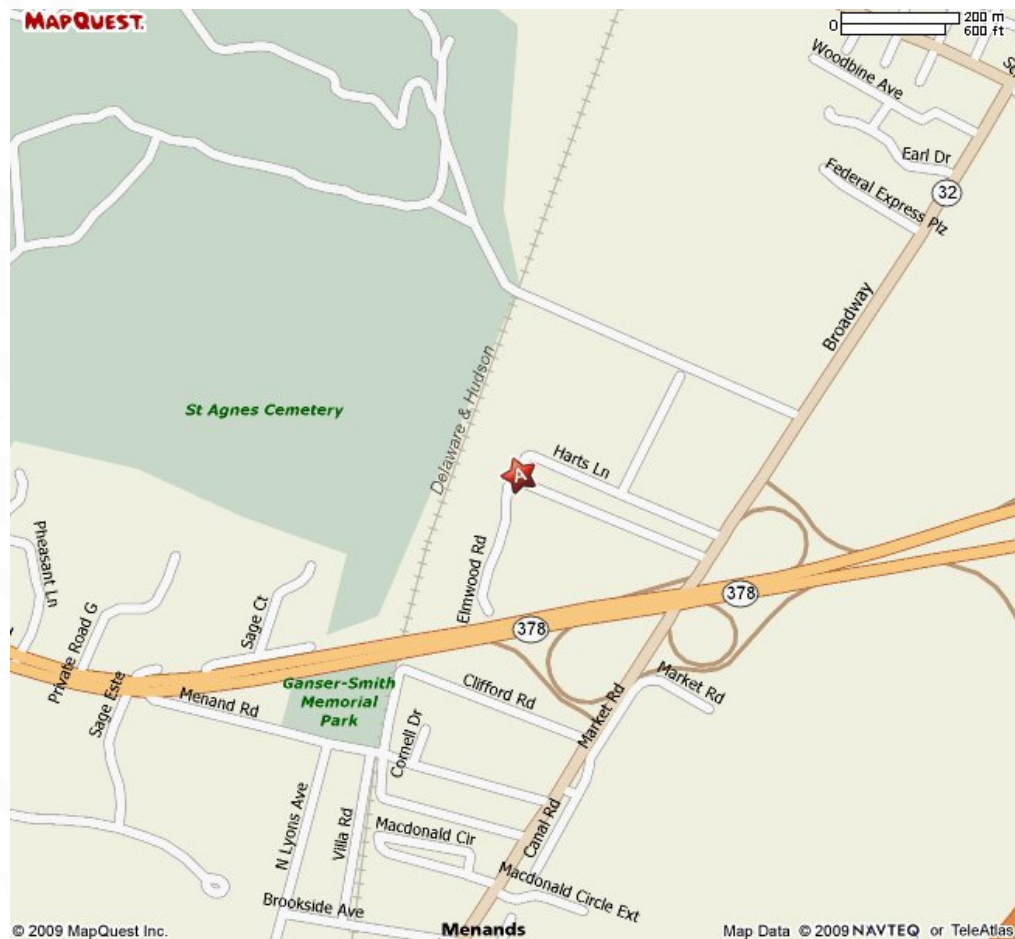 MAPQUEST.
0
200 m
600 ft
Woodbine Ave
Earl Dr
Federal Express Plz
32
Broadway
Delaware & Hudson
St Agnes Cemetery
Harts Ln
A
Elmwood Rd
Pheasant Ln
Private Road G
Sage Ct
378
378
Sage Este
Menand Rd
Ganser-Smith
Memorial
Park
Clifford Rd
Market Rd
Market Rd
Cornell Dr
N Lyons Ave
Villa Rd
Canal Rd
Macdonald Cir
Macdonald Circle Ext
Brookside Ave
Menands
© 2009 MapQuest Inc.
Map Data © 2009 NAVTEQ or TeleAtlas